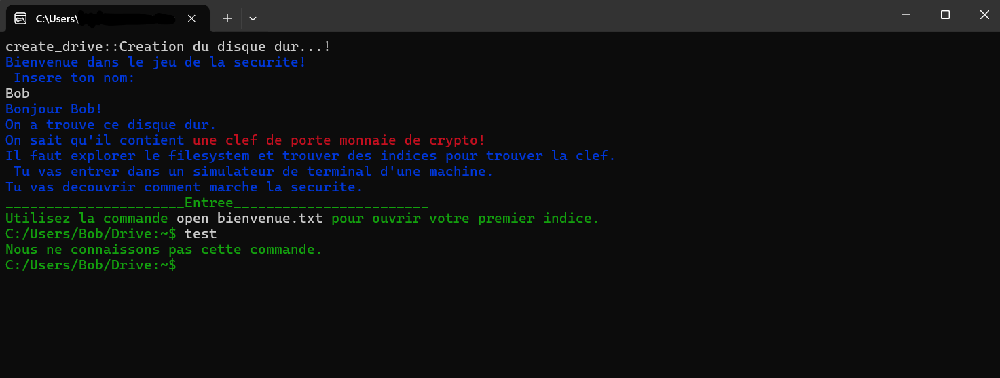 C:\Users\
create_drive::Creation du disque dur...!
Bienvenue dans le jeu de la securite!
Insere ton nom:
Bob
Bonjour Bob!
On a trouve ce disque dur.
On sait qu'il contient une clef de porte monnaie de crypto!
Il faut explorer le filesystem et trouver des indices pour trouver la clef.
Tu vas entrer dans un simulateur de terminal d'une machine.
Tu vas decouvrir comment marche la securite.
______________________Entree________________________
Utilisez la commande open bienvenue.txt pour ouvrir votre premier indice.
C:/Users/Bob/Drive:~$ test
Nous ne connaissons pas cette commande.
C:/Users/Bob/Drive:~$